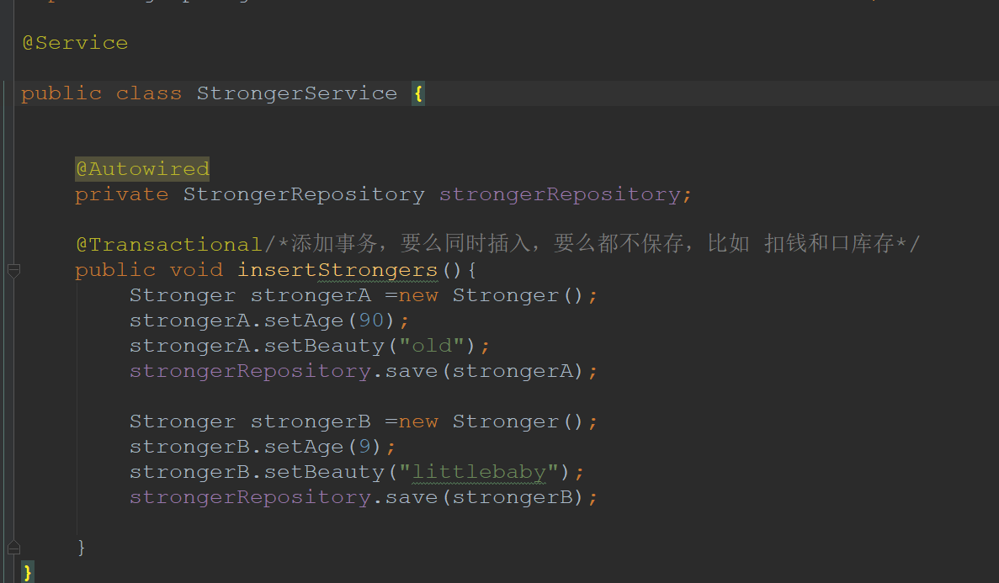 @Service
public class StrongerService {
@Autowired
private StrongerRepository strongerRepository;
@Transactional/*添加事务，要么同时插入，要么都不保存，比如 扣钱和口库存*/
public void insertStrongers(){
Stronger strongerA =new Stronger();
strongerA.setAge(90);
strongerA.setBeauty("old");
strongerRepository.save(strongerA);
Stronger strongerB =new Stronger();
strongerB.setAge(9);
strongerB.setBeauty("littlebaby");
strongerRepository.save(strongerB);
}
}